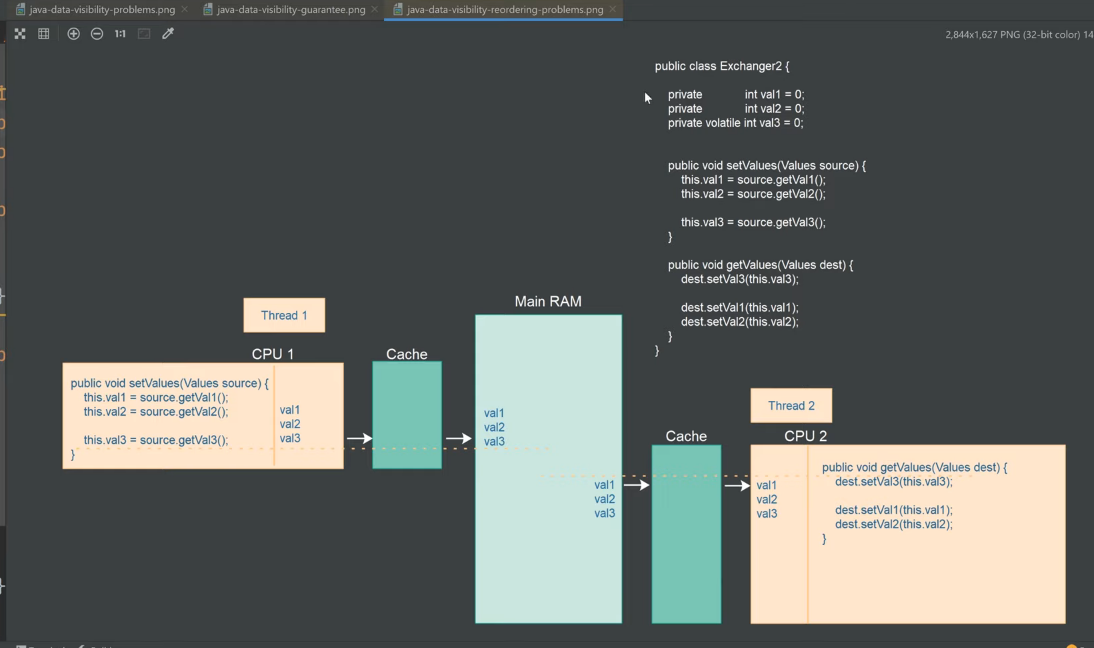 java-data-visibility-problems.png
java-data-visibility-guarantee.png
java-data-visibility-reordering-problems.png
1:1
2,844x1,627 PNG (32-bit color) 14
public class Exchanger2 {
private int val1 = 0;
private int val2 = 0;
private volatile int val3 = 0;
public void setValues(Values source) {
this.val1 = source.getVal1();
this.val2 = source.getVal2();
this.val3 = source.getVal3();
}
public void getValues(Values dest) {
dest.setVal3(this.val3);
dest.setVal1(this.val1);
dest.setVal2(this.val2);
}
}
Thread 1
CPU 1
public void setValues(Values source) {
this.val1 = source.getVal1();
this.val2 = source.getVal2();
this.val3 = source.getVal3();
}
val1
val2
val3
Cache
Main RAM
val1
val2
val3
val1
val2
val3
Cache
Thread 2
CPU 2
val1
val2
val3
public void getValues(Values dest) {
dest.setVal3(this.val3);
dest.setVal1(this.val1);
dest.setVal2(this.val2);
}